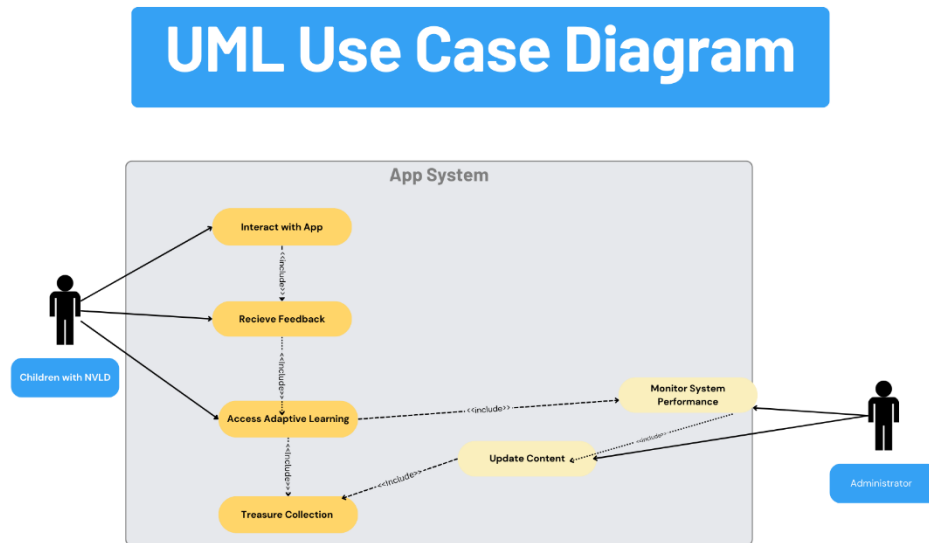 UML Use Case Diagram
App System
Interact with App
<<include>>
Recieve Feedback
Children with NVLD
<<include>>
Monitor System
Performance
Access Adaptive Learning
<<include>>
<<include>>
<<Include>>
Update Content
<<Include>>
Administrator
Treasure Collection